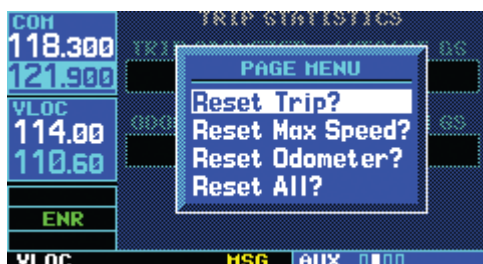 COM
118.300
121.900
VLOC
114.00
110.60
ENR
TRIP STATISTICS
PAGE MENU
Reset Trip?
Reset Max Speed?
Reset Odometer?
Reset All?
GS
VLOC MSG AUX